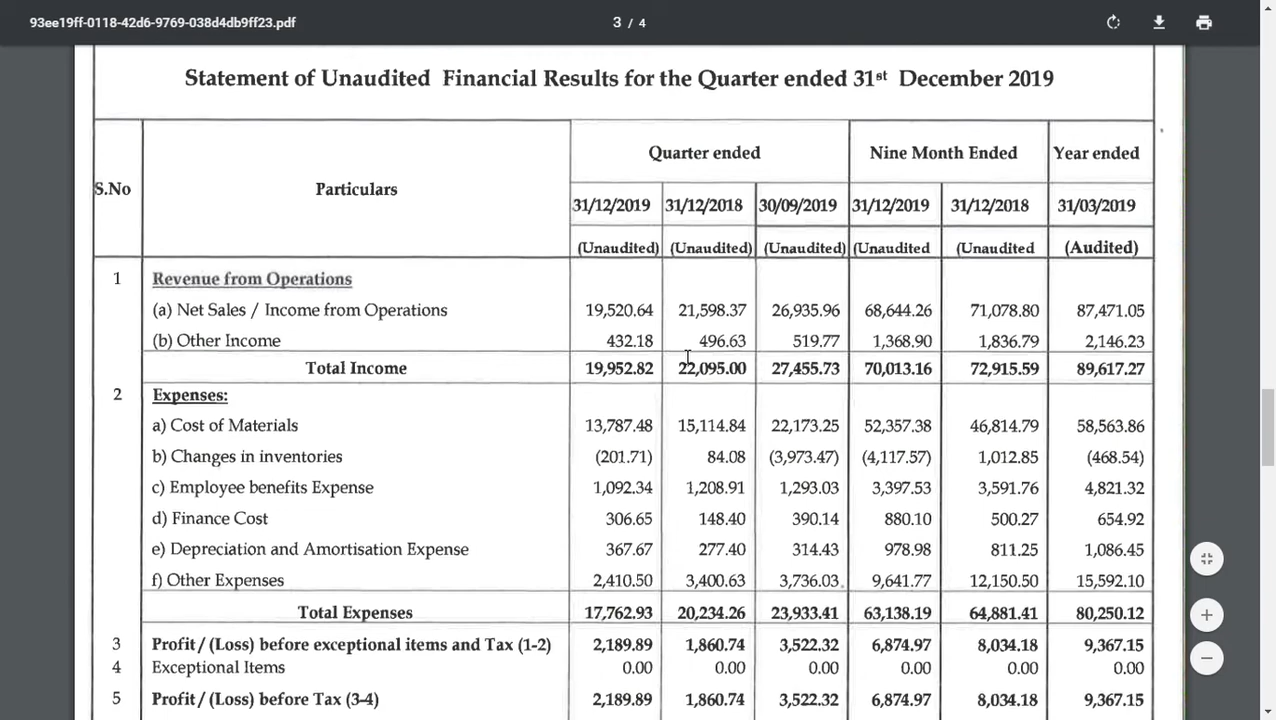 93ee19ff-0118-42d6-9769-038d4db9ff23.pdf 3 / 4
Statement of Unaudited Financial Results for the Quarter ended 31st December 2019
S.No Particulars Quarter ended Nine Month Ended Year ended
31/12/2019 31/12/2018 30/09/2019 31/12/2019 31/12/2018 31/03/2019
(Unaudited) (Unaudited) (Unaudited) (Unaudited (Unaudited (Audited)
1 Revenue from Operations
(a) Net Sales / Income from Operations 19,520.64 21,598.37 26,935.96 68,644.26 71,078.80 87,471.05
(b) Other Income 432.18 496.63 519.77 1,368.90 1,836.79 2,146.23
Total Income 19,952.82 22,095.00 27,455.73 70,013.16 72,915.59 89,617.27
2 Expenses:
a) Cost of Materials 13,787.48 15,114.84 22,173.25 52,357.38 46,814.79 58,563.86
b) Changes in inventories (201.71) 84.08 (3,973.47) (4,117.57) 1,012.85 (468.54)
c) Employee benefits Expense 1,092.34 1,208.91 1,293.03 3,397.53 3,591.76 4,821.32
d) Finance Cost 306.65 148.40 390.14 880.10 500.27 654.92
e) Depreciation and Amortisation Expense 367.67 277.40 314.43 978.98 811.25 1,086.45
f) Other Expenses 2,410.50 3,400.63 3,736.03 9,641.77 12,150.50 15,592.10
Total Expenses 17,762.93 20,234.26 23,933.41 63,138.19 64,881.41 80,250.12
3 Profit/(Loss) before exceptional items and Tax (1-2) 2,189.89 1,860.74 3,522.32 6,874.97 8,034.18 9,367.15
4 Exceptional Items 0.00 0.00 0.00 0.00 0.00 0.00
5 Profit/(Loss) before Tax (3-4) 2,189.89 1,860.74 3,522.32 6,874.97 8,034.18 9,367.15